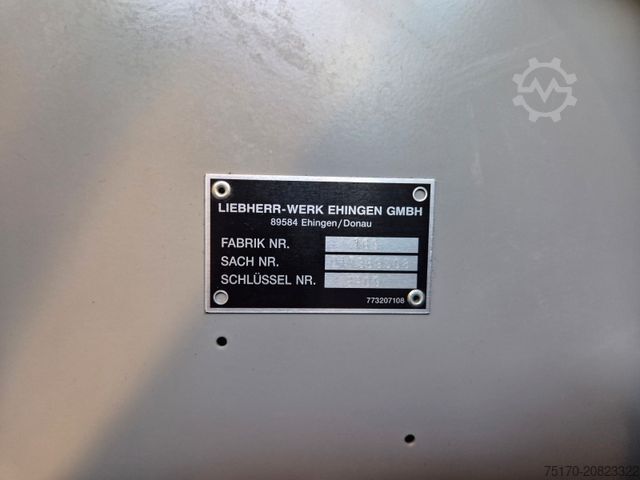 LIEBHERR-WERK EHINGEN GMBH
89584 Ehingen/Donau
FABRIK NR.
SACH NR.
SCHLÜSSEL NR.
773207108
75170-20823322